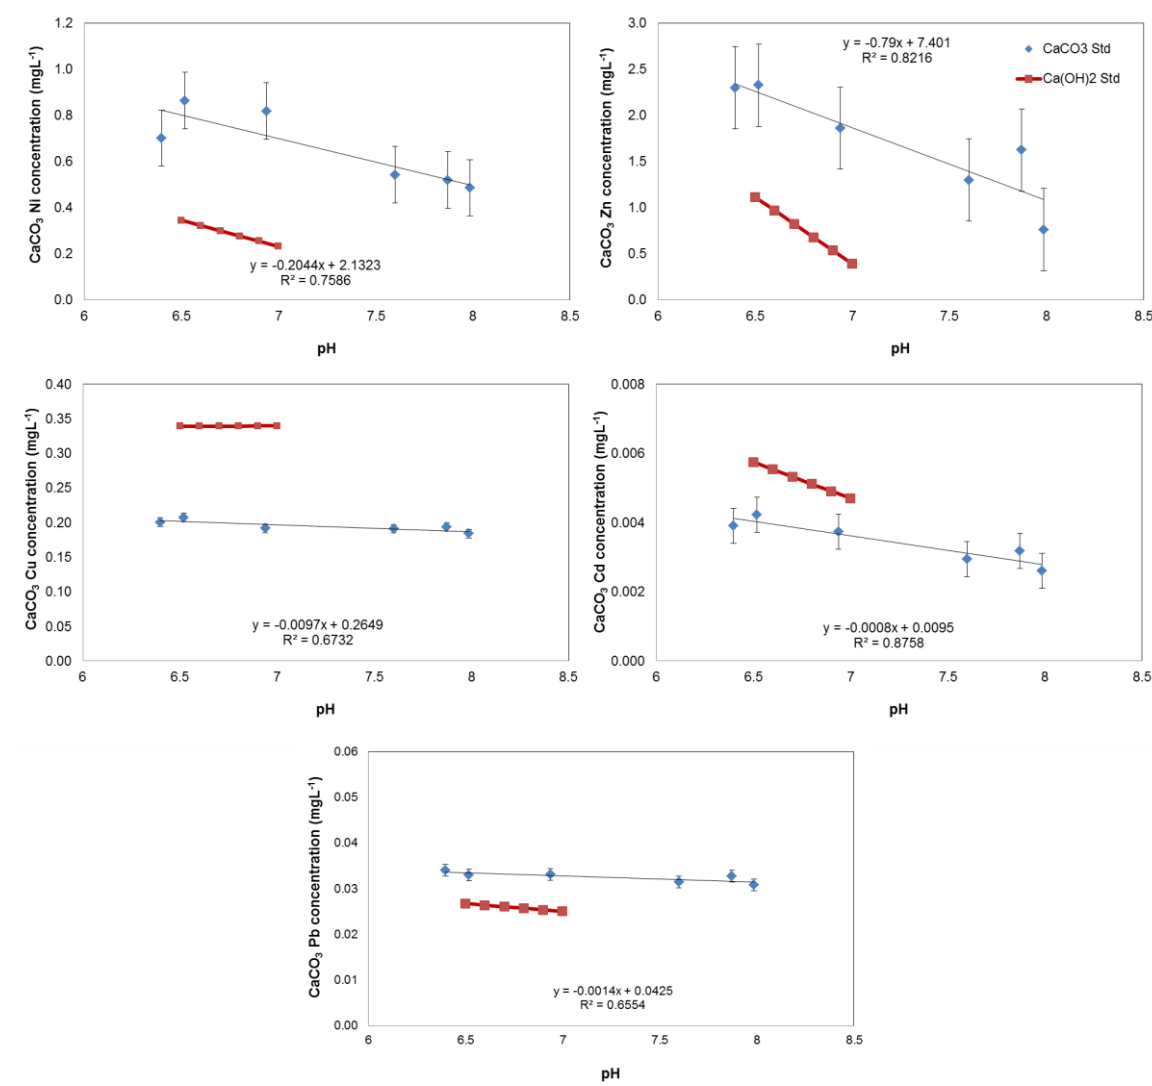 CaCO₃ Ni concentration (mgL⁻¹)
1.2
1.0
0.8
0.6
0.4
0.2
0.0
y = -0.2044x + 2.1323
R² = 0.7586
6 6.5 7 7.5 8 8.5
pH
CaCO₃ Zn concentration (mgL⁻¹)
3.0
2.5
2.0
1.5
1.0
0.5
0.0
y = -0.79x + 7.401
R² = 0.8216
CaCO3 Std
Ca(OH)2 Std
6 6.5 7 7.5 8 8.5
pH
CaCO₃ Cu concentration (mgL⁻¹)
0.40
0.35
0.30
0.25
0.20
0.15
0.10
0.05
0.00
y = -0.0097x + 0.2649
R² = 0.6732
6 6.5 7 7.5 8 8.5
pH
CaCO₃ Cd concentration (mgL⁻¹)
0.008
0.006
0.004
0.002
0.000
y = -0.0008x + 0.0095
R² = 0.8758
6 6.5 7 7.5 8 8.5
pH
CaCO₃ Pb concentration (mgL⁻¹)
0.06
0.05
0.04
0.03
0.02
0.01
0.00
y = -0.0014x + 0.0425
R² = 0.6554
6 6.5 7 7.5 8 8.5
pH